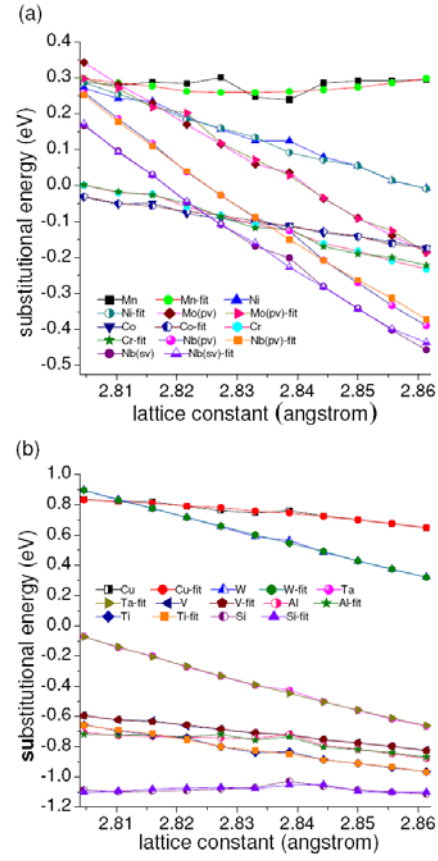 (a)
0.4
0.3
0.2
0.1
0.0
-0.1
-0.2
-0.3
-0.4
-0.5
substitutional energy (eV)
Mn Mn-fit Ni
Ni-fit Mo(pv) Mo(pv)-fit
Co Co-fit Cr
Cr-fit Nb(pv) Nb(pv)-fit
Nb(sv) Nb(sv)-fit
2.81 2.82 2.83 2.84 2.85 2.86
lattice constant (angstrom)
(b)
1.0
0.8
0.6
0.4
0.2
0.0
-0.2
-0.4
-0.6
-0.8
-1.0
-1.2
substitutional energy (eV)
Cu Cu-fit W W-fit Ta
Ta-fit V V-fit Al Al-fit
Ti Ti-fit Si Si-fit
2.81 2.82 2.83 2.84 2.85 2.86
lattice constant (angstrom)